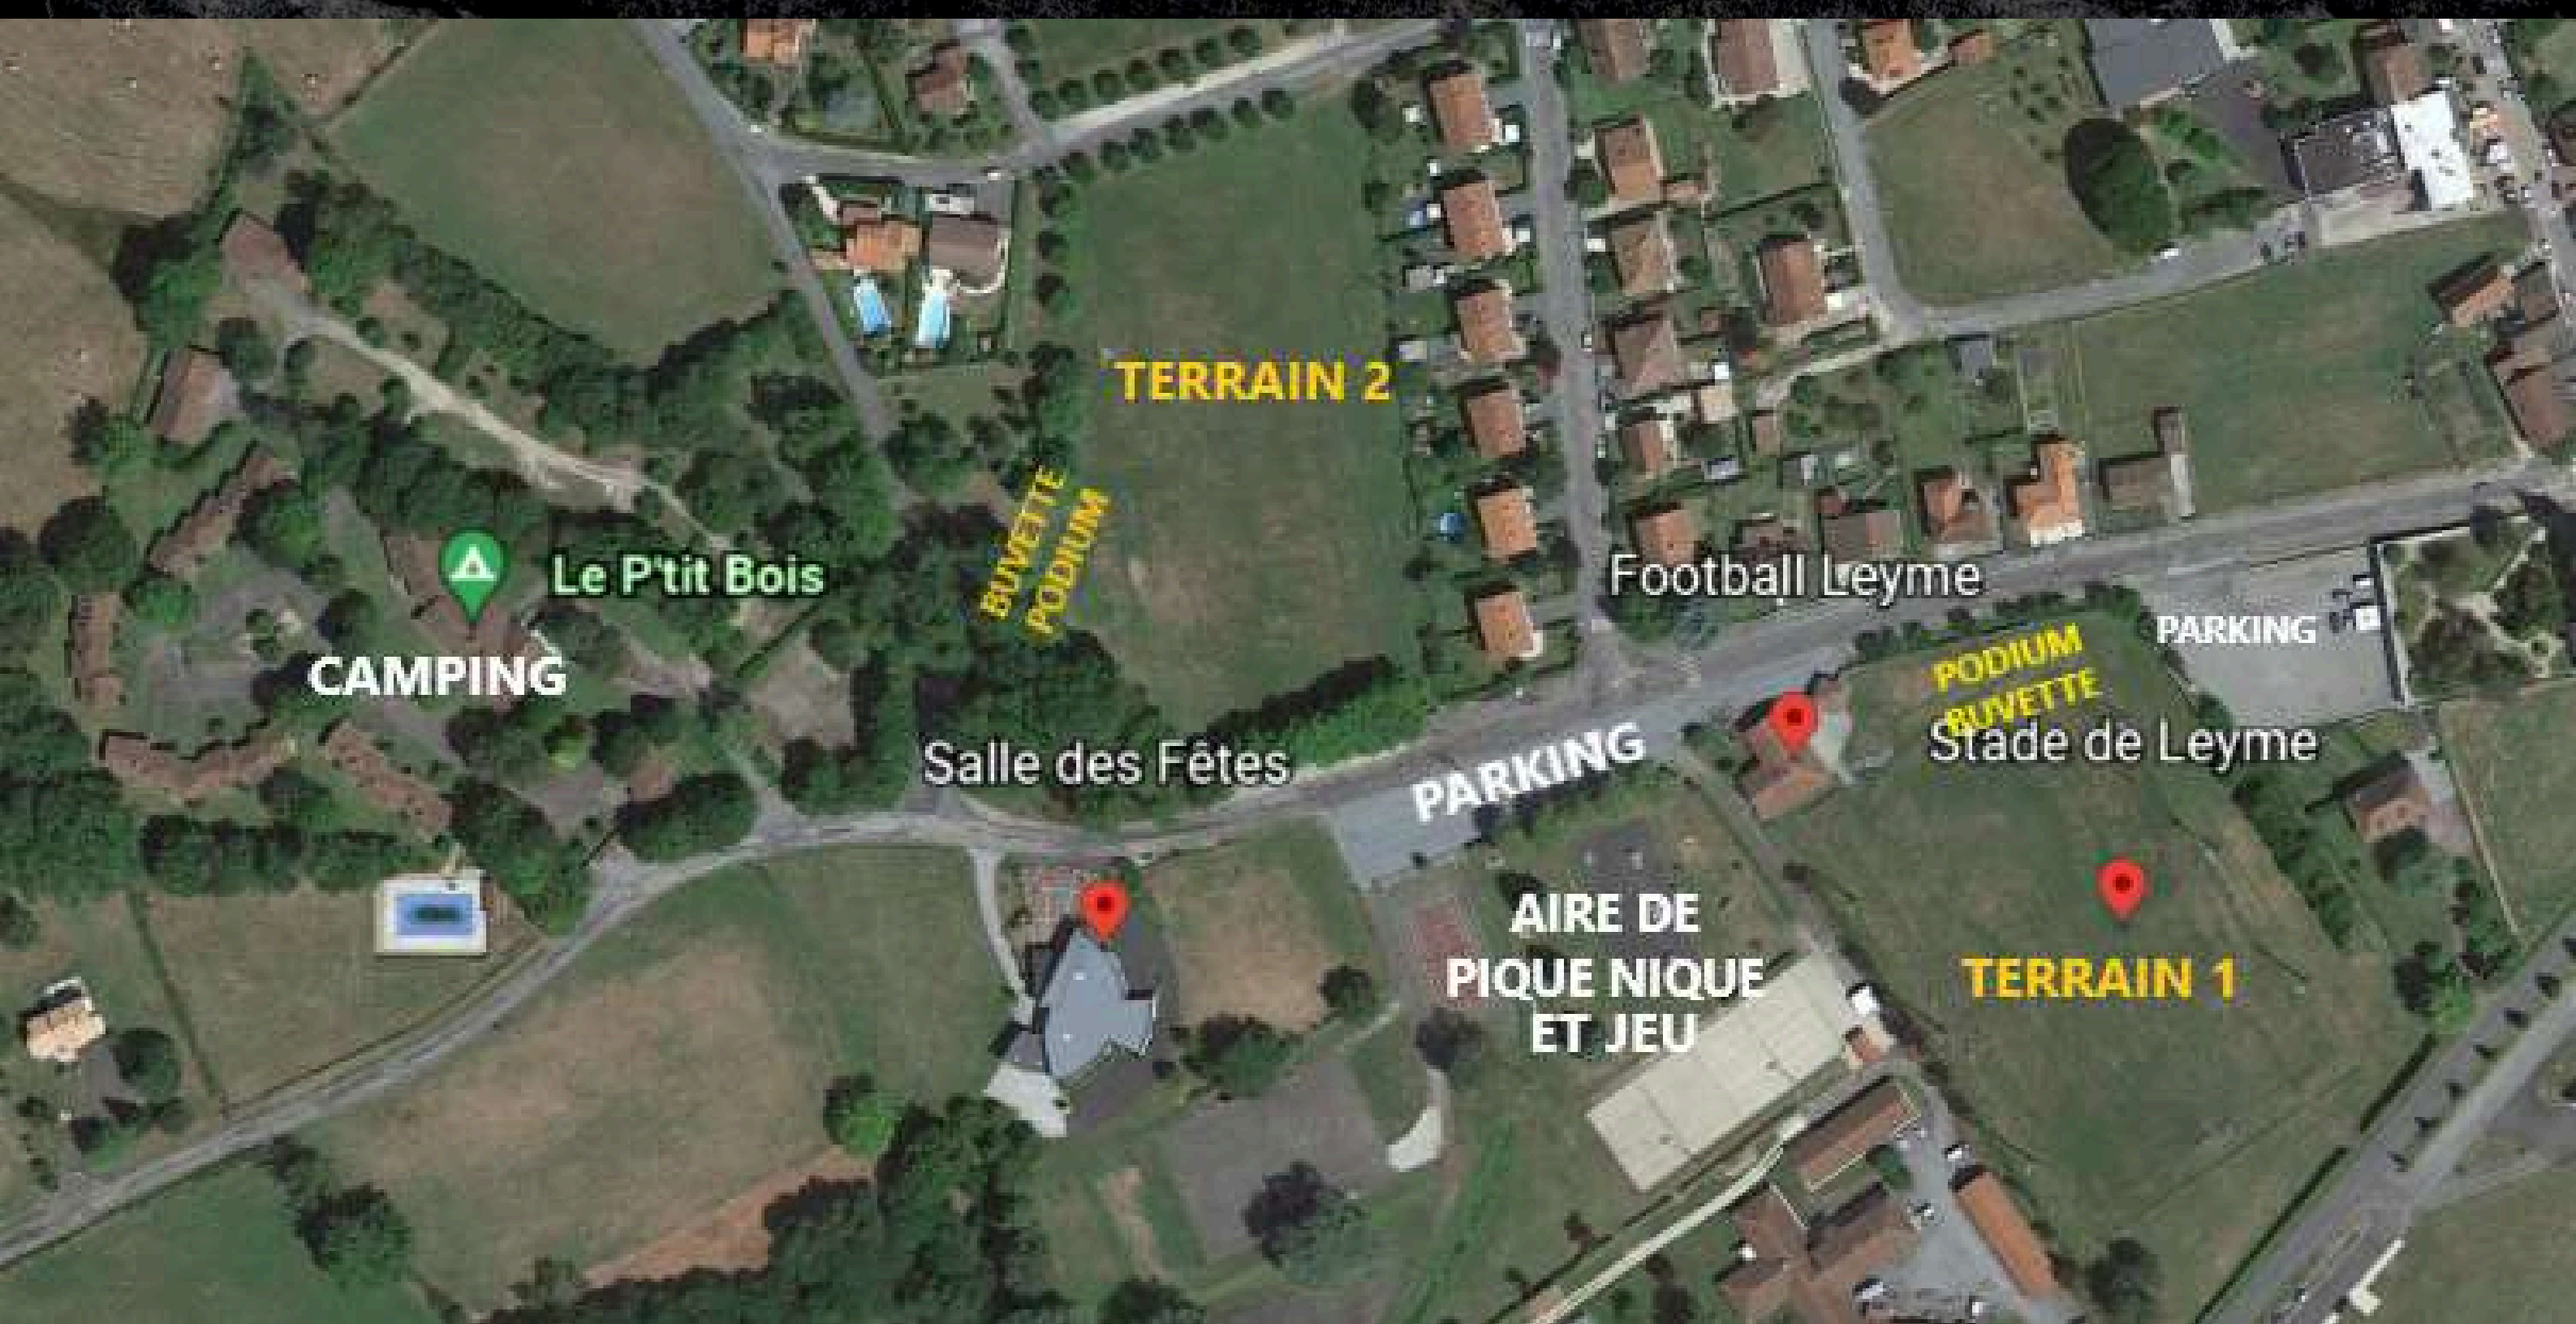 TERRAIN 2
BUVETTE
PODIUM
Le P'tit Bois
CAMPING
Football Leyme
PARKING
PODIUM
BUVETTE
Stade de Leyme
Salle des Fêtes
PARKING
AIRE DE
PIQUE NIQUE
ET JEU
TERRAIN 1